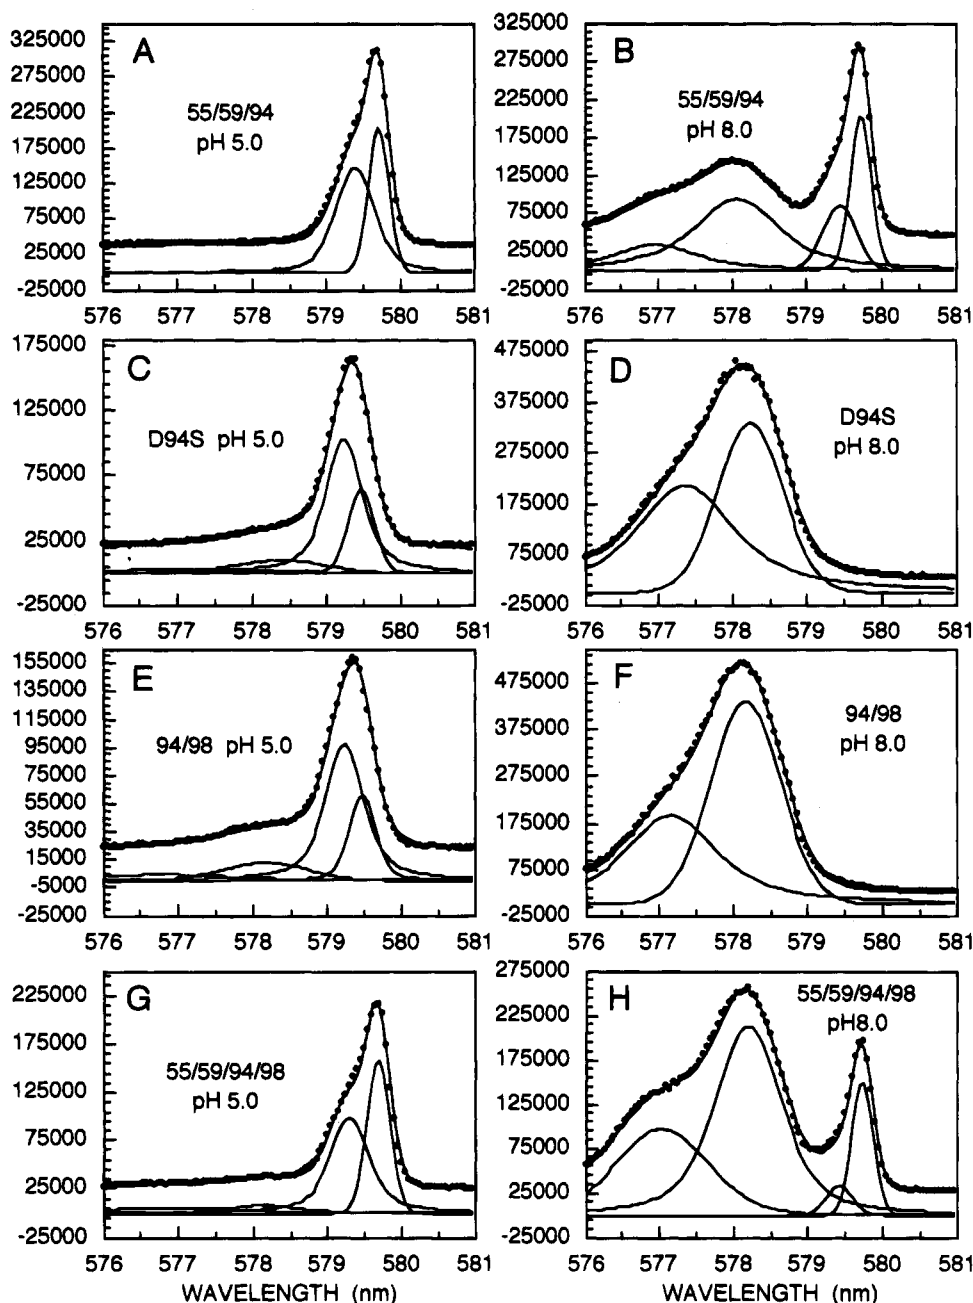 A
55/59/94
pH 5.0
325000
275000
225000
175000
125000
75000
25000
-25000
576 577 578 579 580 581
B
55/59/94
pH 8.0
325000
275000
225000
175000
125000
75000
25000
-25000
576 577 578 579 580 581
C
D94S pH 5.0
175000
125000
75000
25000
-25000
576 577 578 579 580 581
D
D94S
pH 8.0
475000
375000
275000
175000
75000
-25000
576 577 578 579 580 581
E
94/98 pH 5.0
155000
135000
115000
95000
75000
55000
35000
15000
-5000
-25000
576 577 578 579 580 581
F
94/98
pH 8.0
475000
375000
275000
175000
75000
-25000
576 577 578 579 580 581
G
55/59/94/98
pH 5.0
225000
175000
125000
75000
25000
-25000
576 577 578 579 580 581
WAVELENGTH (nm)
H
55/59/94/98
pH8.0
275000
225000
175000
125000
75000
25000
-25000
576 577 578 579 580 581
WAVELENGTH (nm)